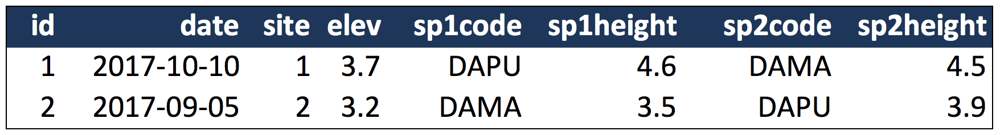 id date site elev sp1code sp1height sp2code sp2height
1 2017-10-10 1 3.7 DAPU 4.6 DAMA 4.5
2 2017-09-05 2 3.2 DAMA 3.5 DAPU 3.9